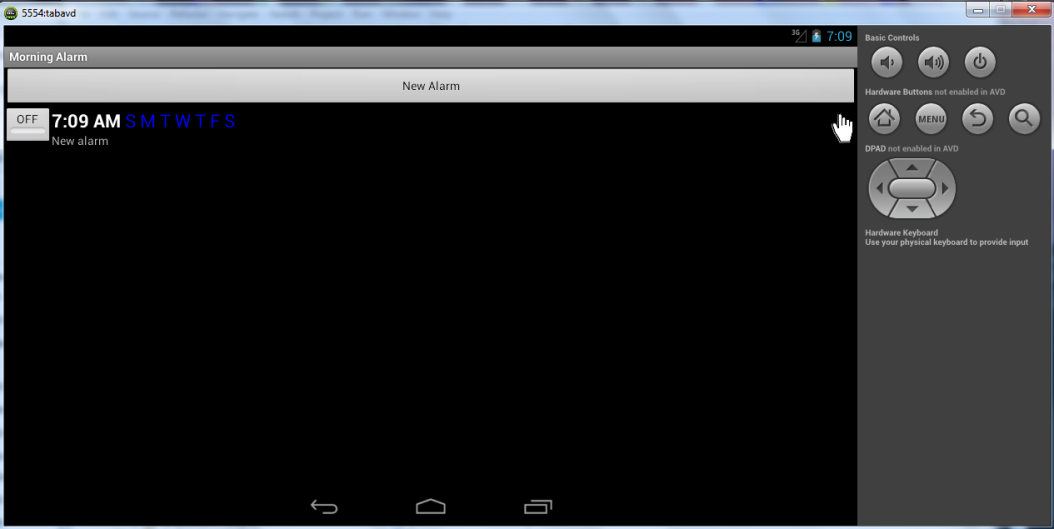 5554:tabavd
3G 7:09
Morning Alarm
New Alarm
OFF 7:09 AM S M T W T F S
New alarm
Basic Controls
Hardware Buttons not enabled in AVD
MENU
DPAD not enabled in AVD
Hardware Keyboard
Use your physical keyboard to provide input